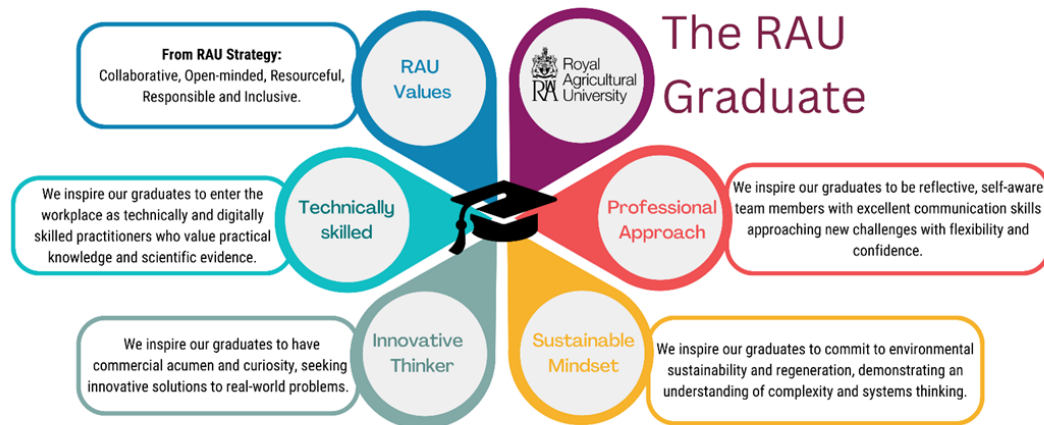 The RAU
Graduate
Royal
Agricultural
University
RAU
RAU
Values
From RAU Strategy:
Collaborative, Open-minded, Resourceful,
Responsible and Inclusive.
Technically
skilled
We inspire our graduates to enter the
workplace as technically and digitally
skilled practitioners who value practical
knowledge and scientific evidence.
Professional
Approach
We inspire our graduates to be reflective, self-aware
team members with excellent communication skills
approaching new challenges with flexibility and
confidence.
Innovative
Thinker
We inspire our graduates to have
commercial acumen and curiosity, seeking
innovative solutions to real-world problems.
Sustainable
Mindset
We inspire our graduates to commit to environmental
sustainability and regeneration, demonstrating an
understanding of complexity and systems thinking.